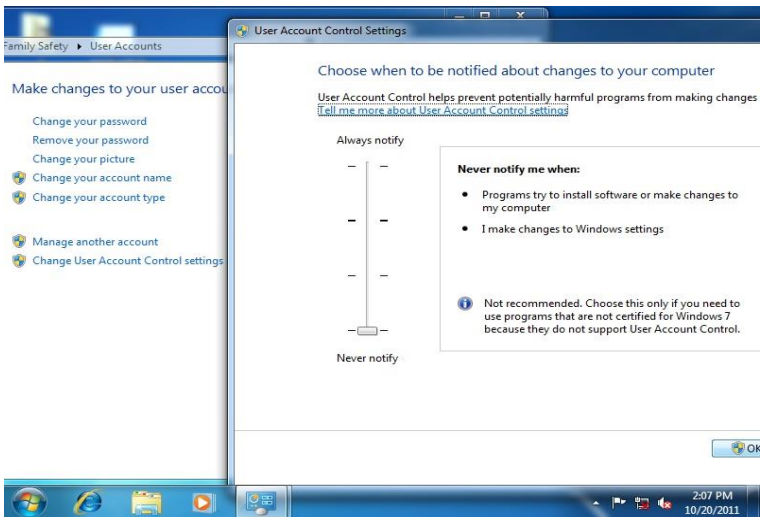 User Account Control Settings
Family Safety ▸ User Accounts
Make changes to your user accou
Change your password
Remove your password
Change your picture
Change your account name
Change your account type
Manage another account
Change User Account Control settings
Choose when to be notified about changes to your computer
User Account Control helps prevent potentially harmful programs from making changes
Tell me more about User Account Control settings
Always notify
Never notify me when:
• Programs try to install software or make changes to
my computer
• I make changes to Windows settings
Not recommended. Choose this only if you need to
use programs that are not certified for Windows 7
because they do not support User Account Control.
Never notify
OK
2:07 PM
10/20/2011